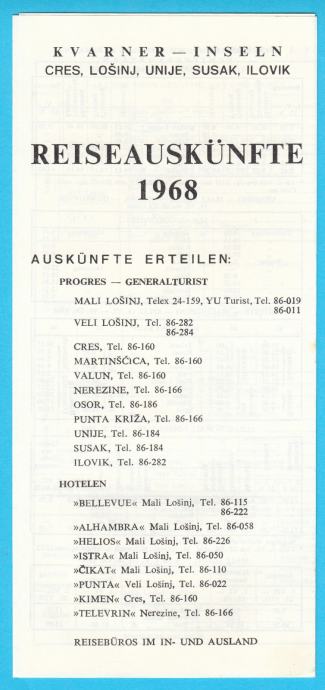 KVARNER — INSELN
CRES, LOŠINJ, UNIJE, SUSAK, ILOVIK
REISEAUSKÜNFTE
1968
AUSKÜNFTE ERTEILEN:
PROGRES — GENERALTURIST
MALI LOŠINJ, Telex 24-159, YU Turist, Tel. 86-019
86-011
VELI LOŠINJ, Tel. 86-282
86-284
CRES, Tel. 86-160
MARTINŠĆICA, Tel. 86-160
VALUN, Tel. 86-160
NEREZINE, Tel. 86-166
OSOR, Tel. 86-186
PUNTA KRIŽA, Tel. 86-166
UNIJE, Tel. 86-184
SUSAK, Tel. 86-184
ILOVIK, Tel. 86-282
HOTELEN
»BELLEVUE« Mali Lošinj, Tel. 86-115
86-222
»ALHAMBRA« Mali Lošinj, Tel. 86-058
»HELIOS« Mali Lošinj, Tel. 86-226
»ISTRA« Mali Lošinj, Tel. 86-050
»ČIKAT« Mali Lošinj, Tel. 86-110
»PUNTA« Veli Lošinj, Tel. 86-022
»KIMEN« Cres, Tel. 86-160
»TELEVRIN« Nerezine, Tel. 86-166
REISEBÜROS IM IN- UND AUSLAND